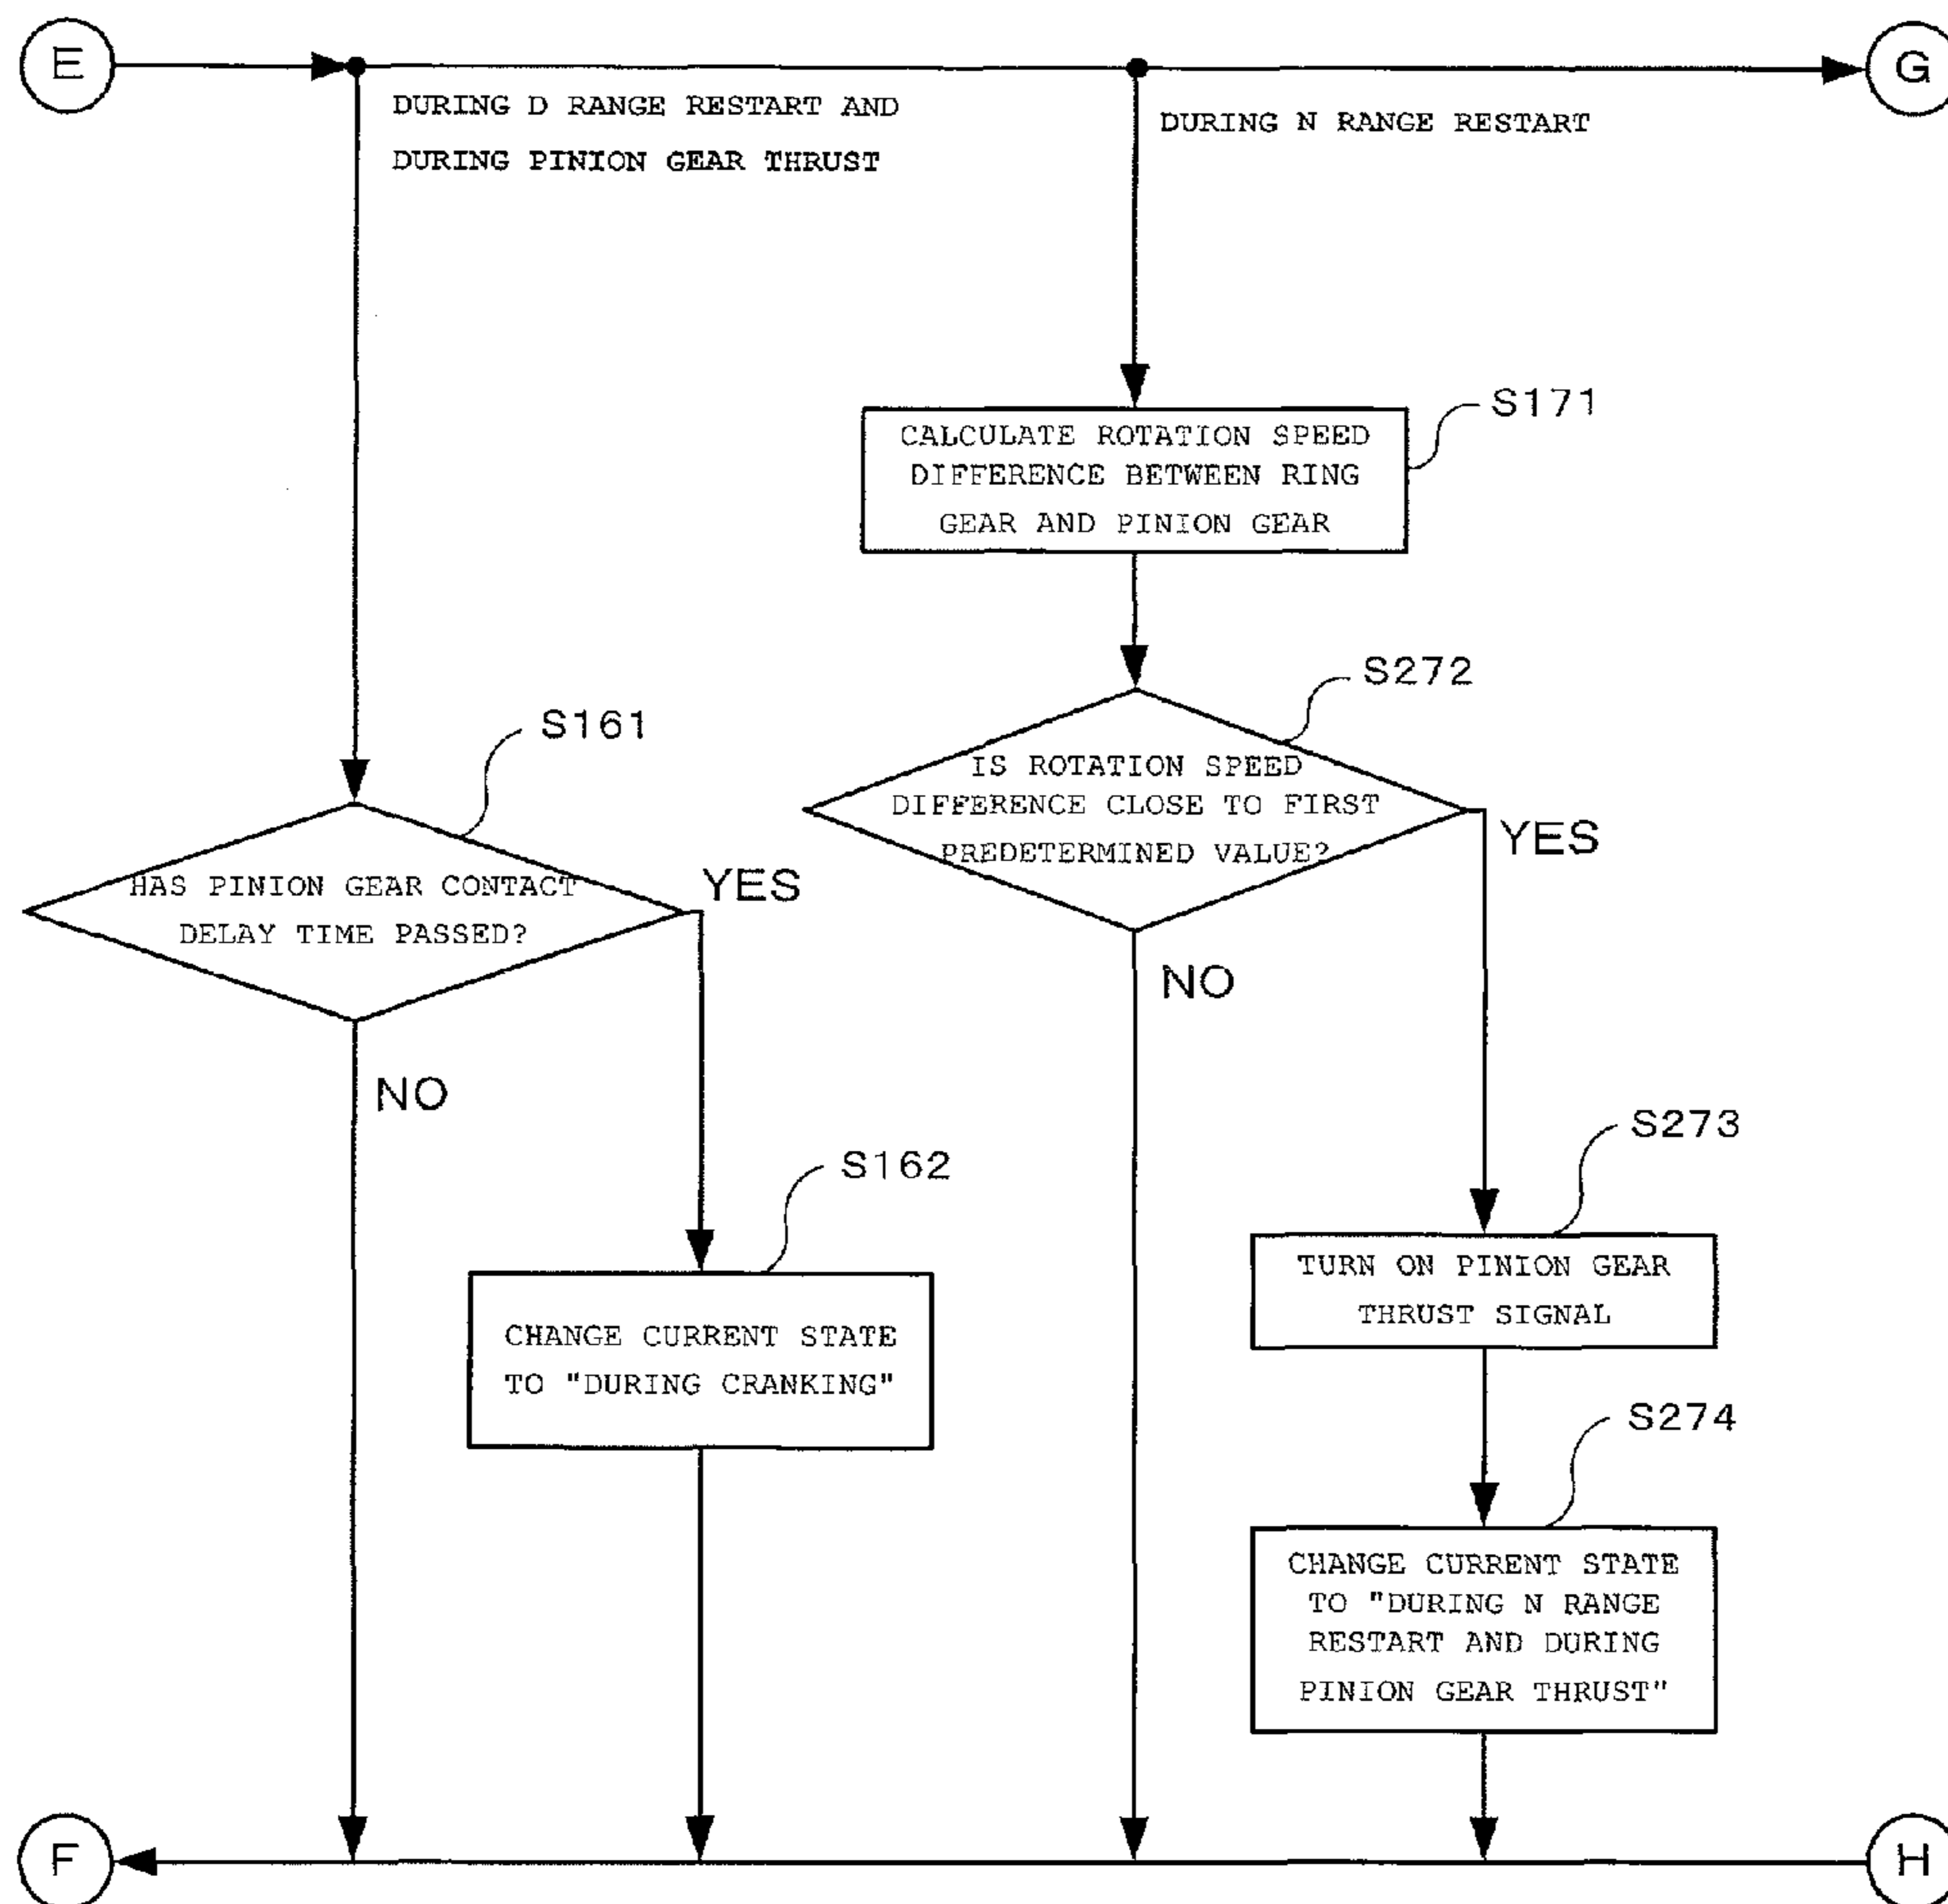 E
G
DURING D RANGE RESTART AND
DURING PINION GEAR THRUST
DURING N RANGE RESTART
S171
CALCULATE ROTATION SPEED
DIFFERENCE BETWEEN RING
GEAR AND PINION GEAR
S272
IS ROTATION SPEED
DIFFERENCE CLOSE TO FIRST
PREDETERMINED VALUE?
YES
NO
S161
HAS PINION GEAR CONTACT
DELAY TIME PASSED?
YES
NO
S162
CHANGE CURRENT STATE
TO "DURING CRANKING"
S273
TURN ON PINION GEAR
THRUST SIGNAL
S274
CHANGE CURRENT STATE
TO "DURING N RANGE
RESTART AND DURING
PINION GEAR THRUST"
F
H